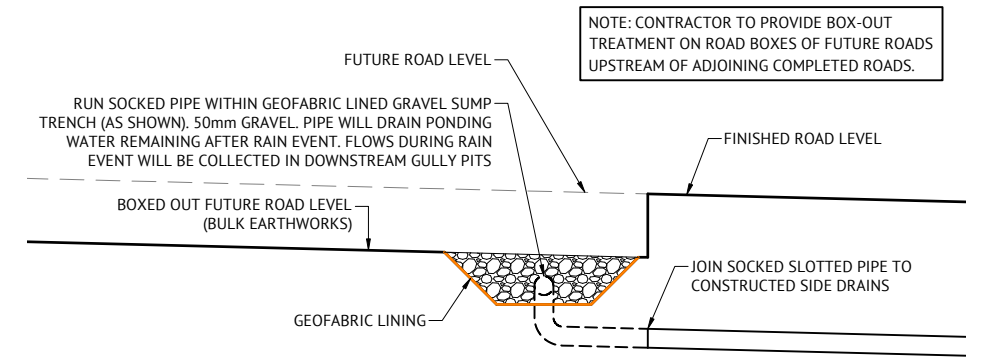 NOTE: CONTRACTOR TO PROVIDE BOX-OUT
TREATMENT ON ROAD BOXES OF FUTURE ROADS
UPSTREAM OF ADJOINING COMPLETED ROADS.
FUTURE ROAD LEVEL
RUN SOCKED PIPE WITHIN GEOFABRIC LINED GRAVEL SUMP
TRENCH (AS SHOWN). 50mm GRAVEL. PIPE WILL DRAIN PONDING
WATER REMAINING AFTER RAIN EVENT. FLOWS DURING RAIN
EVENT WILL BE COLLECTED IN DOWNSTREAM GULLY PITS
FINISHED ROAD LEVEL
BOXED OUT FUTURE ROAD LEVEL
(BULK EARTHWORKS)
JOIN SOCKED SLOTTED PIPE TO
CONSTRUCTED SIDE DRAINS
GEOFABRIC LINING